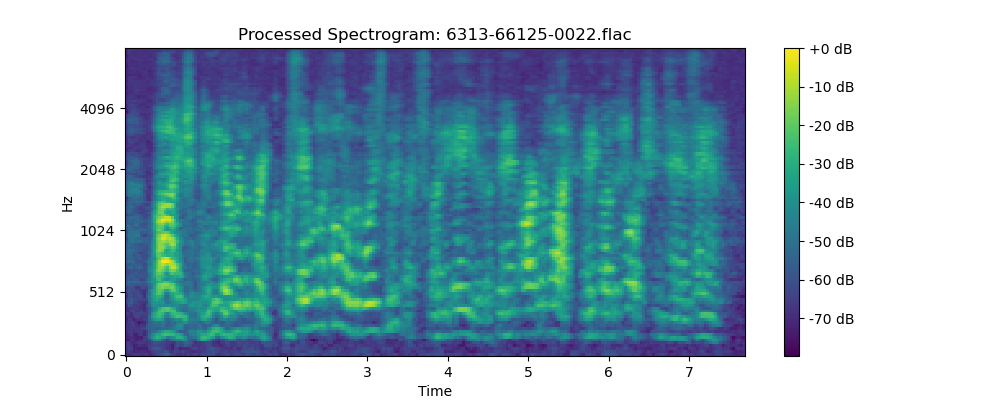 Processed Spectrogram: 6313-66125-0022.flac
+0 dB
4096
-10 dB
-20 dB
2048
-30 dB
Hz
1024
-40 dB
-50 dB
512
-60 dB
-70 dB
0
0 1 2 3 4 5 6 7
Time